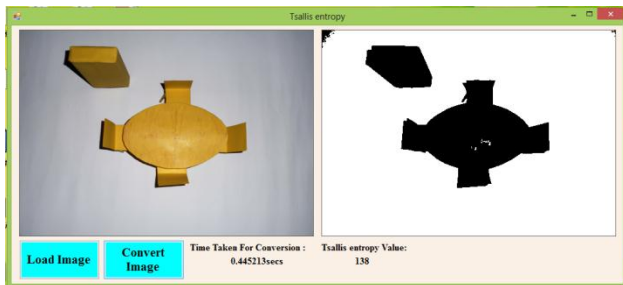 Tsallis entropy
Load Image
Convert
Image
Time Taken For Conversion :
0.445213secs
Tsallis entropy Value:
138